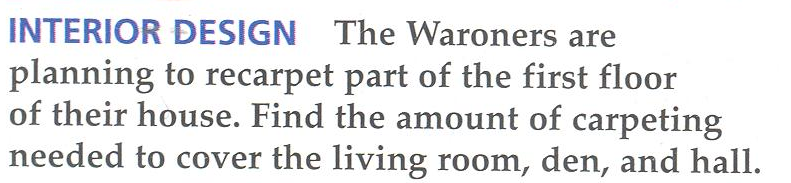 INTERIOR DESIGN The Waroners are
planning to recarpet part of the first floor
of their house. Find the amount of carpeting
needed to cover the living room, den, and hall.